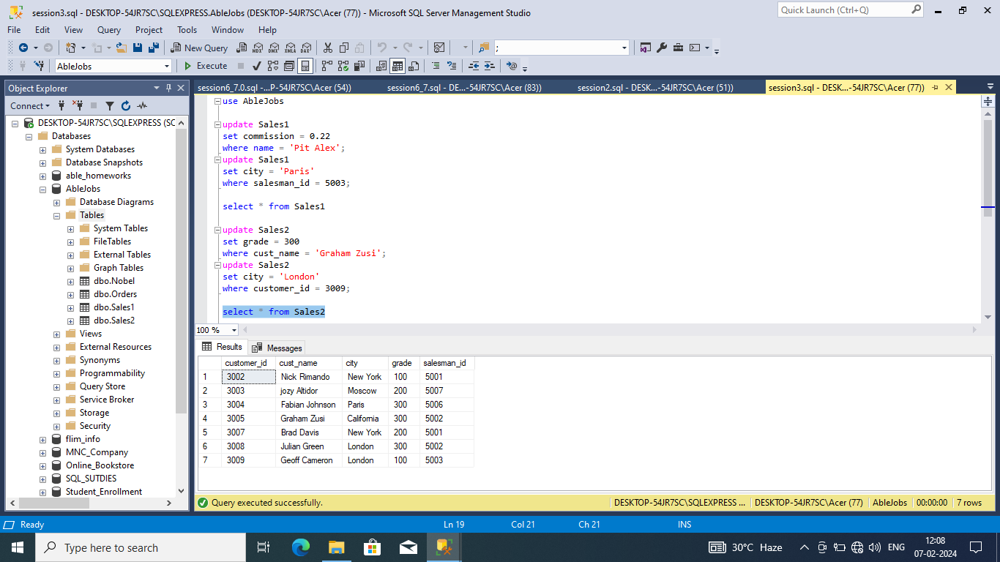 session3.sql - DESKTOP-54JR7SC\SQLEXPRESS.AbleJobs (DESKTOP-54JR7SC\Acer (77)) - Microsoft SQL Server Management Studio
Quick Launch (Ctrl+Q)
File Edit View Query Project Tools Window Help
New Query MDX DMX XMLA DAX ;
AbleJobs Execute
Object Explorer
session6_7.0.sql -...P-54JR7SC\Acer (54)) session6_7.sql - DE...-54JR7SC\Acer (83)) session2.sql - DESK...-54JR7SC\Acer (51)) session3.sql - DESK...-54JR7SC\Acer (77))
Connect
DESKTOP-54JR7SC\SQLEXPRESS (SC
Databases
System Databases
Database Snapshots
able_homeworks
AbleJobs
Database Diagrams
Tables
System Tables
FileTables
External Tables
Graph Tables
dbo.Nobel
dbo.Orders
dbo.Sales1
dbo.Sales2
Views
External Resources
Synonyms
Programmability
Query Store
Service Broker
Storage
Security
flim_info
MNC_Company
Online_Bookstore
SQL_SUTDIES
Student_Enrollment
use AbleJobs
update Sales1
set commission = 0.22
where name = 'Pit Alex';
update Sales1
set city = 'Paris'
where salesman_id = 5003;
select * from Sales1
update Sales2
set grade = 300
where cust_name = 'Graham Zusi';
update Sales2
set city = 'London'
where customer_id = 3009;
select * from Sales2
100 %
Results Messages
customer_id cust_name city grade salesman_id
1 3002 Nick Rimando New York 100 5001
2 3003 jozy Altidor Moscow 200 5007
3 3004 Fabian Johnson Paris 300 5006
4 3005 Graham Zusi California 300 5002
5 3007 Brad Davis New York 200 5001
6 3008 Julian Green London 300 5002
7 3009 Geoff Cameron London 100 5003
Query executed successfully. DESKTOP-54JR7SC\SQLEXPRESS ... DESKTOP-54JR7SC\Acer (77) AbleJobs 00:00:00 7 rows
Ready Ln 19 Col 21 Ch 21 INS
Type here to search 30°C Haze ENG 12:08
07-02-2024